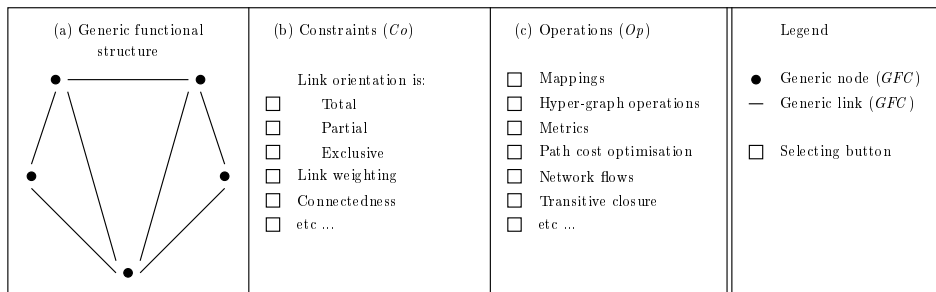 (a) Generic functional
structure
(b) Constraints (Co)
Link orientation is:
Total
Partial
Exclusive
Link weighting
Connectedness
etc ...
(c) Operations (Op)
Mappings
Hyper-graph operations
Metrics
Path cost optimisation
Network flows
Transitive closure
etc ...
Legend
Generic node (GFC)
Generic link (GFC)
Selecting button